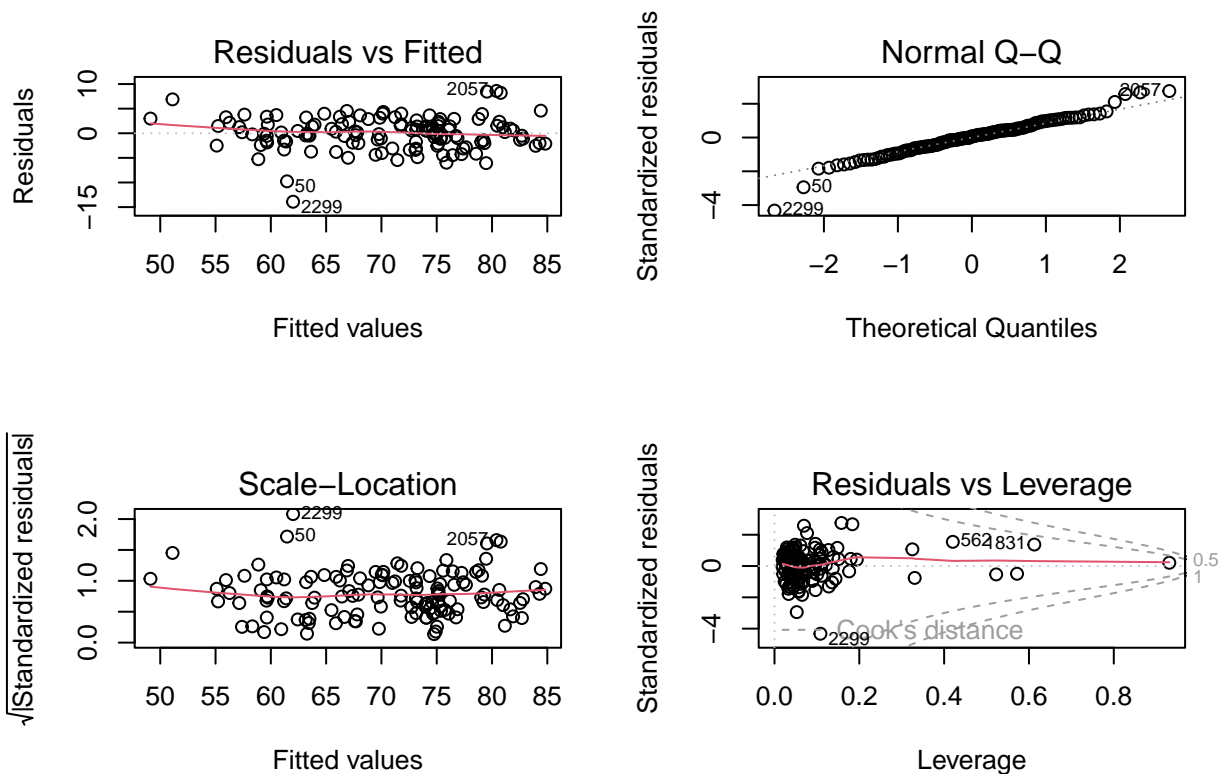 Residuals vs Fitted
Residuals
10
0
−15
2057
50
2299
50 55 60 65 70 75 80 85
Fitted values
Normal Q−Q
Standardized residuals
0
−4
2057
50
2299
−2 −1 0 1 2
Theoretical Quantiles
Scale−Location
√|Standardized residuals|
2.0
1.0
0.0
2299
50
2057
50 55 60 65 70 75 80 85
Fitted values
Residuals vs Leverage
Standardized residuals
0
−4
562
1831
0.5
1
Cook's distance
2299
0.0 0.2 0.4 0.6 0.8
Leverage